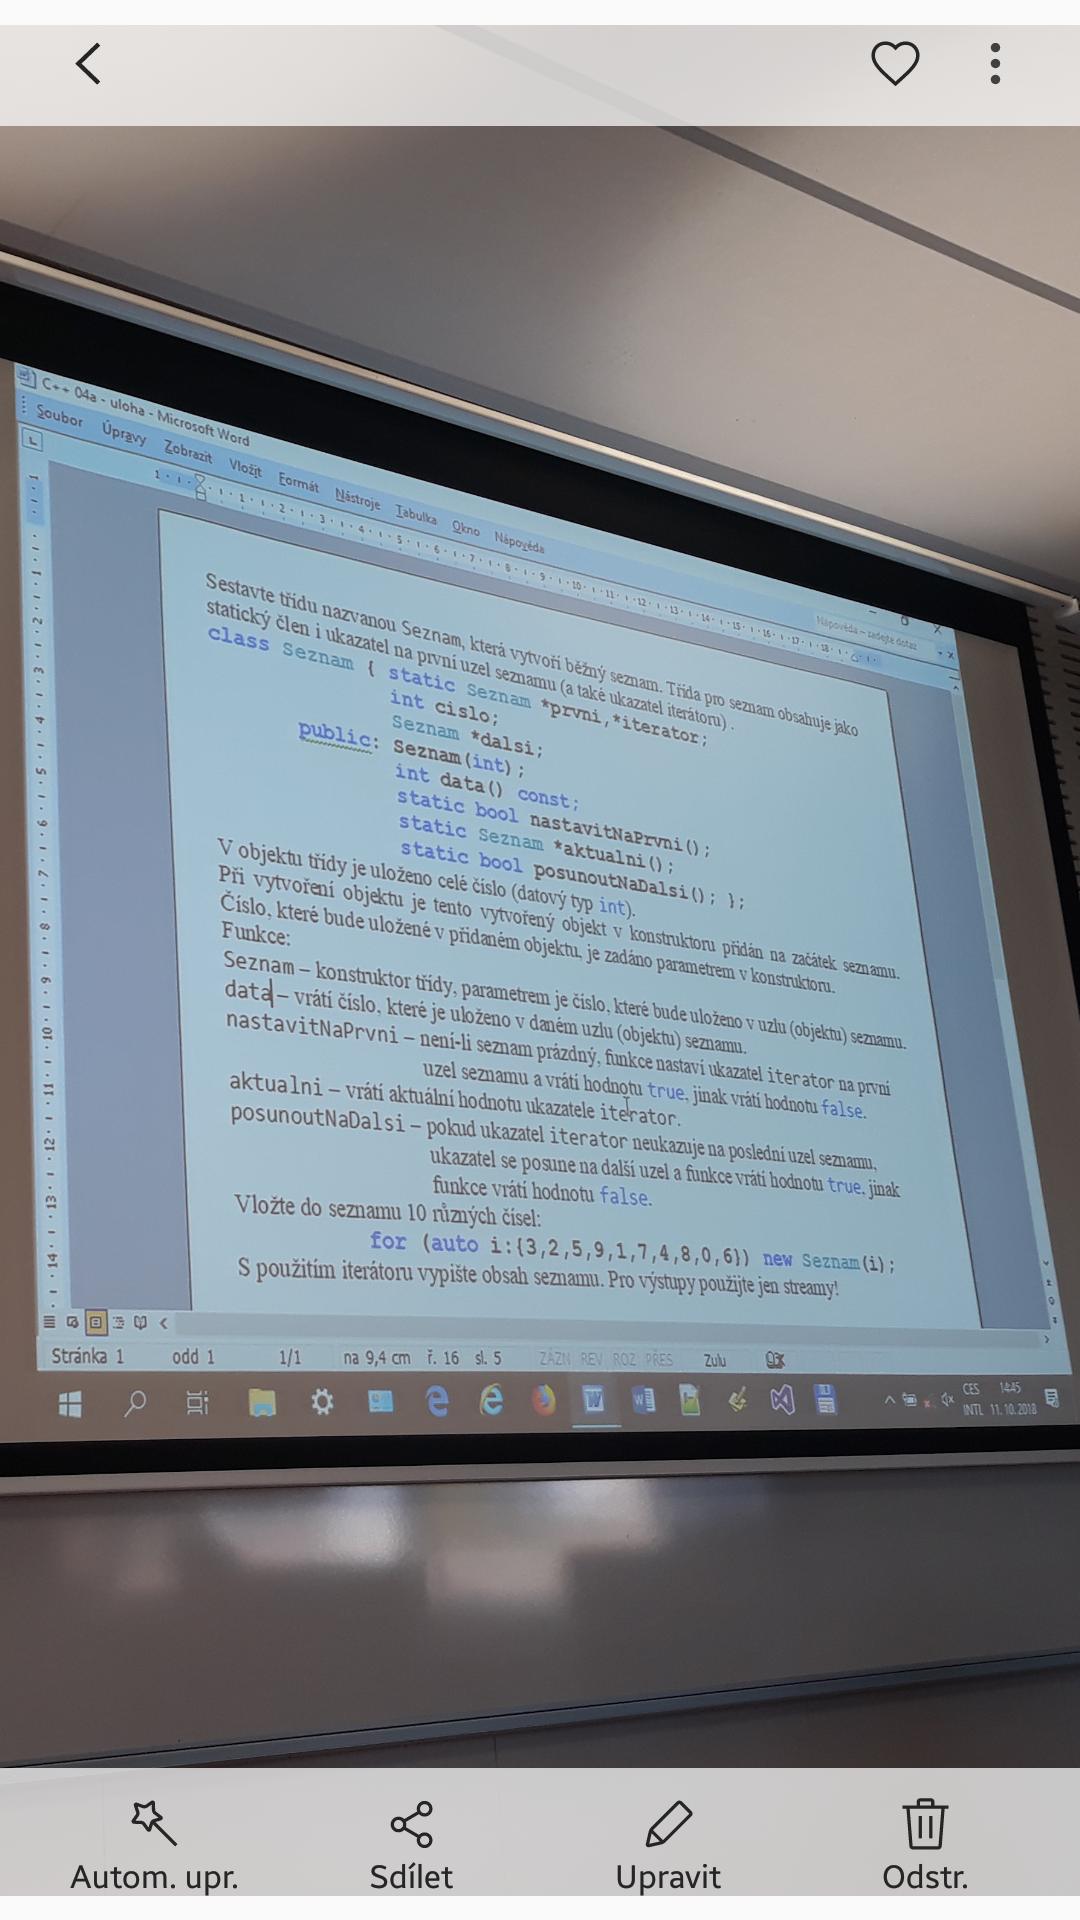 C++ 04a - uloha - Microsoft Word
Soubor Úpravy Zobrazit Vložit Formát Nástroje Tabulka Okno Nápověda
Nápověda – zadejte dotaz
Sestavte třídu nazvanou Seznam, která vytvoří běžný seznam. Třída pro seznam obsahuje jako
statický člen i ukazatel na první uzel seznamu (a také ukazatel iterátoru).
class Seznam { static Seznam *prvni,*iterator;
int cislo;
Seznam *dalsi;
public: Seznam(int);
int data() const;
static bool nastavitNaPrvni();
static Seznam *aktualni();
static bool posunoutNaDalsi(); };
V objektu třídy je uloženo celé číslo (datový typ int).
Při vytvoření objektu je tento vytvořený objekt v konstruktoru přidán na začátek seznamu.
Číslo, které bude uložené v přidaném objektu, je zadáno parametrem v konstruktoru.
Funkce:
Seznam – konstruktor třídy, parametrem je číslo, které bude uloženo v uzlu (objektu) seznamu.
data – vrátí číslo, které je uloženo v daném uzlu (objektu) seznamu.
nastavitNaPrvni – není-li seznam prázdný, funkce nastaví ukazatel iterator na první
uzel seznamu a vrátí hodnotu true, jinak vrátí hodnotu false.
aktualni – vrátí aktuální hodnotu ukazatele iterator.
posunoutNaDalsi – pokud ukazatel iterator neukazuje na poslední uzel seznamu,
ukazatel se posune na další uzel a funkce vrátí hodnotu true, jinak
funkce vrátí hodnotu false.
Vložte do seznamu 10 různých čísel:
for (auto i:{3,2,5,9,1,7,4,8,0,6}) new Seznam(i);
S použitím iterátoru vypište obsah seznamu. Pro výstupy použijte jen streamy!
Stránka 1 odd 1 1/1 na 9,4 cm ř. 16 sl. 5 ZÁZN REV ROZ PŘES Zulu
CES 14:45
INTL 11.10.2018
Autom. upr. Sdílet Upravit Odstr.